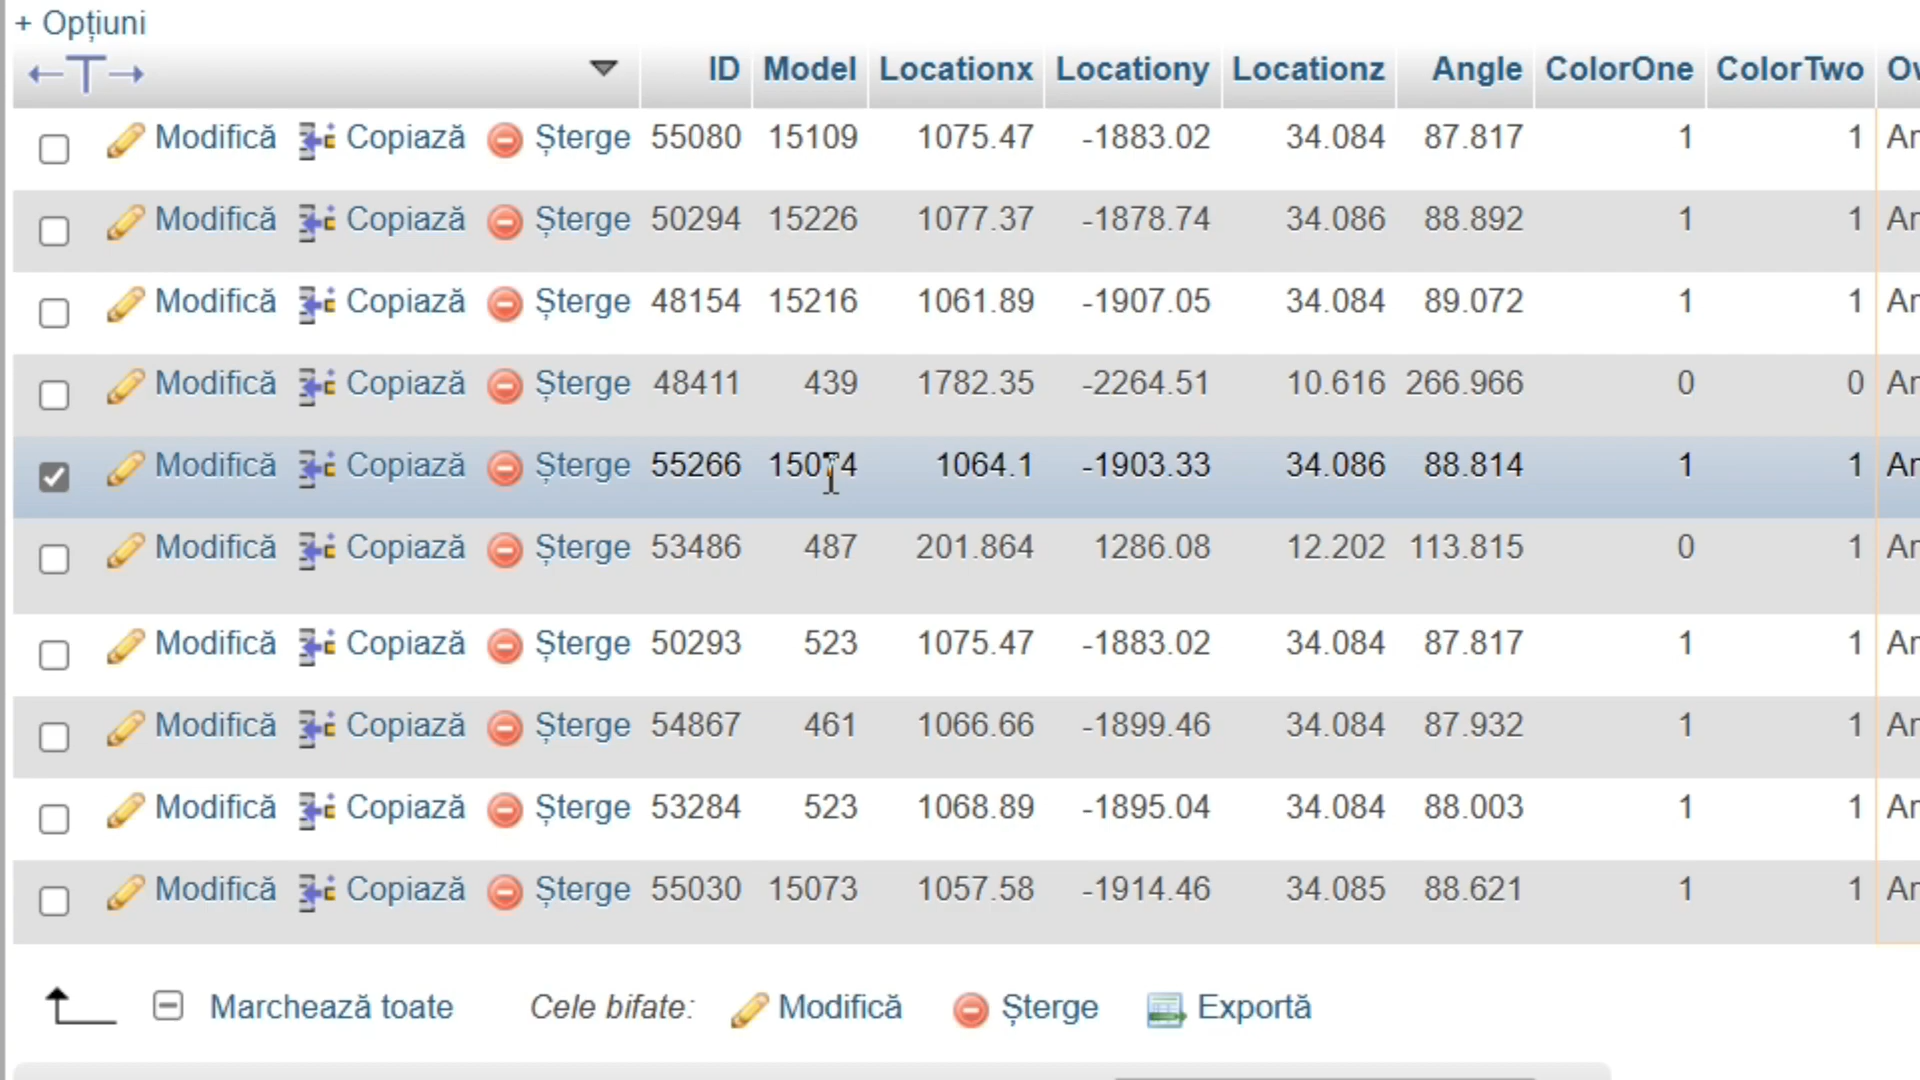 + Opțiuni
←T→ ID Model Locationx Locationy Locationz Angle ColorOne ColorTwo
Modifică Copiază Șterge 55080 15109 1075.47 -1883.02 34.084 87.817 1 1
Modifică Copiază Șterge 50294 15226 1077.37 -1878.74 34.086 88.892 1 1
Modifică Copiază Șterge 48154 15216 1061.89 -1907.05 34.084 89.072 1 1
Modifică Copiază Șterge 48411 439 1782.35 -2264.51 10.616 266.966 0 0
Modifică Copiază Șterge 55266 15074 1064.1 -1903.33 34.086 88.814 1 1
Modifică Copiază Șterge 53486 487 201.864 1286.08 12.202 113.815 0 1
Modifică Copiază Șterge 50293 523 1075.47 -1883.02 34.084 87.817 1 1
Modifică Copiază Șterge 54867 461 1066.66 -1899.46 34.084 87.932 1 1
Modifică Copiază Șterge 53284 523 1068.89 -1895.04 34.084 88.003 1 1
Modifică Copiază Șterge 55030 15073 1057.58 -1914.46 34.085 88.621 1 1
Marchează toate Cele bifate: Modifică Șterge Exportă